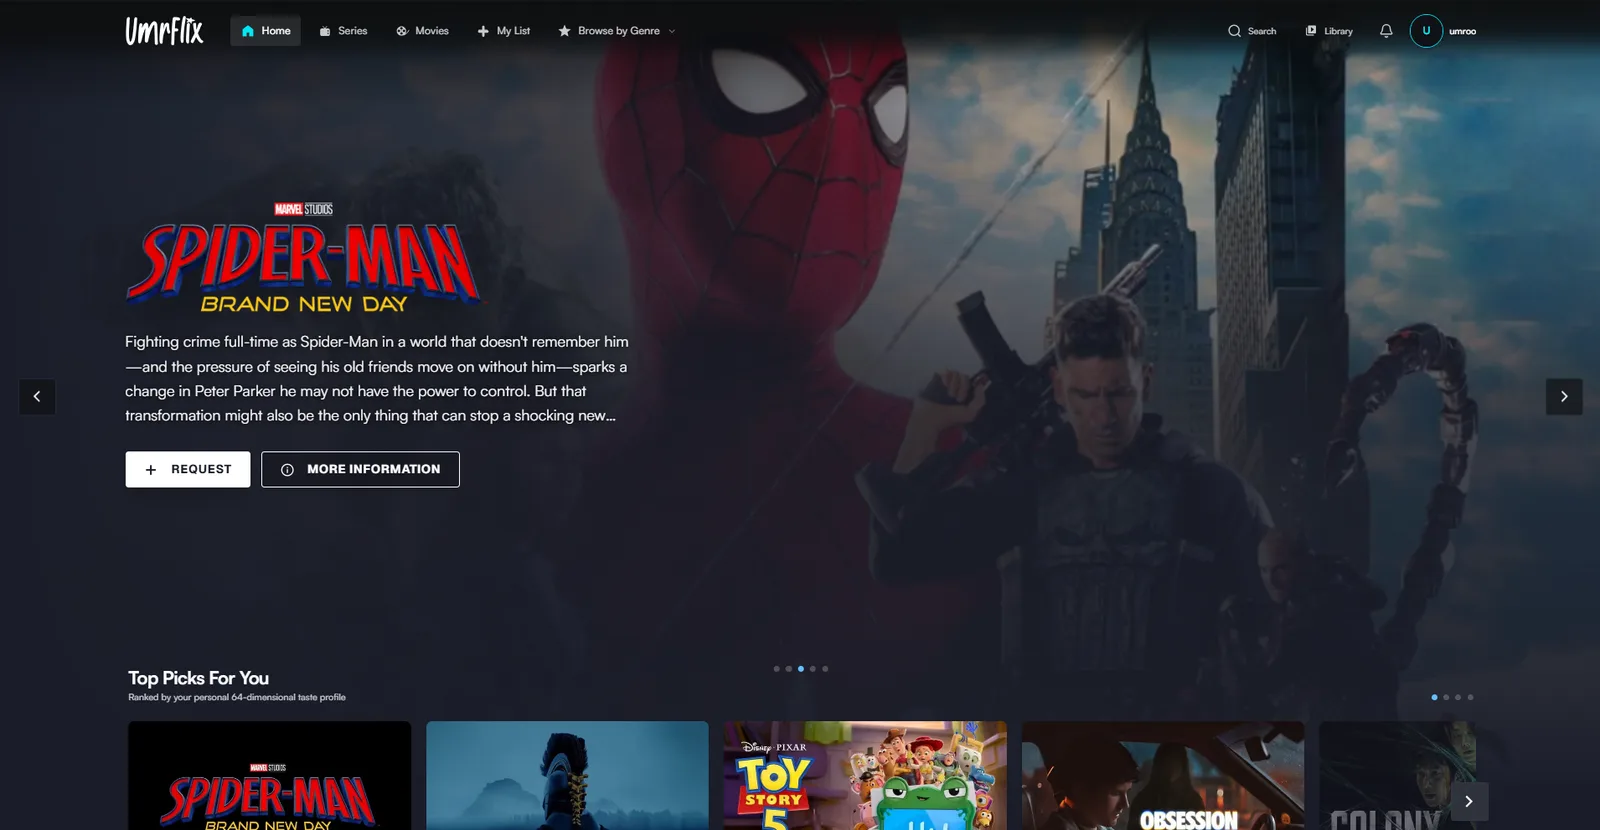 UmrFlix
Home
Series
Movies
My List
Browse by Genre
Search
Library
U
umroo
MARVEL STUDIOS
SPIDER-MAN
BRAND NEW DAY
Fighting crime full-time as Spider-Man in a world that doesn't remember him
—and the pressure of seeing his old friends move on without him—sparks a
change in Peter Parker he may not have the power to control. But that
transformation might also be the only thing that can stop a shocking new...
REQUEST
MORE INFORMATION
Top Picks For You
Ranked by your personal 64-dimensional taste profile
MARVEL STUDIOS
SPIDER-MAN
BRAND NEW DAY
Disney · PIXAR
TOY
STORY
5
OBSESSION
COLONY